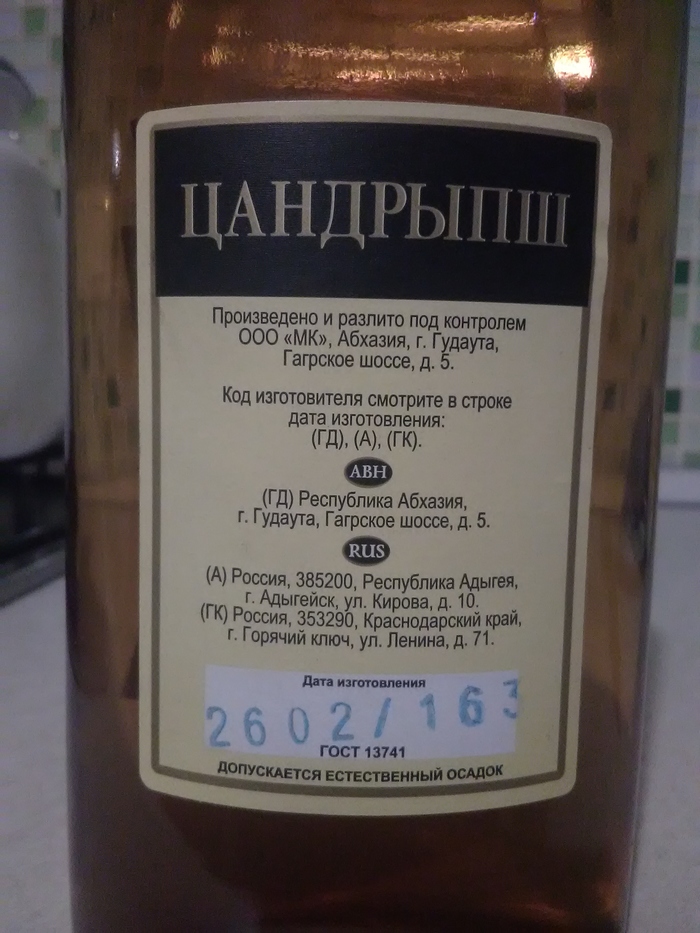 ЦАНДРЫПШ
Произведено и разлито под контролем
ООО «МК», Абхазия, г. Гудаута,
Гагрское шоссе, д. 5.
Код изготовителя смотрите в строке
дата изготовления:
(ГД), (А), (ГК).
АВН
(ГД) Республика Абхазия,
г. Гудаута, Гагрское шоссе, д. 5.
RUS
(А) Россия, 385200, Республика Адыгея,
г. Адыгейск, ул. Кирова, д. 10.
(ГК) Россия, 353290, Краснодарский край,
г. Горячий ключ, ул. Ленина, д. 71.
Дата изготовления
2602/163
ГОСТ 13741
ДОПУСКАЕТСЯ ЕСТЕСТВЕННЫЙ ОСАДОК